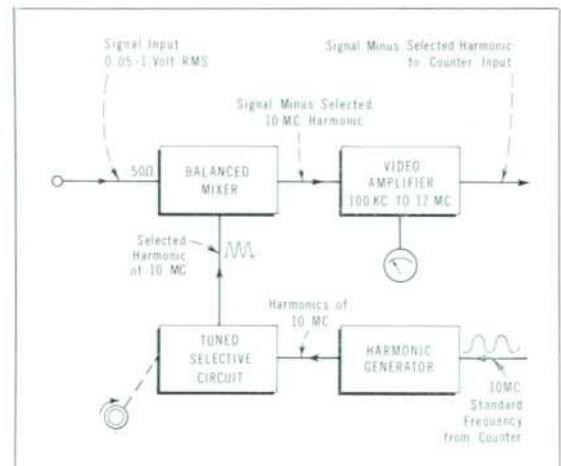 Signal Input
0.05-1 Volt RMS
Signal Minus Selected Harmonic
to Counter Input
Signal Minus Selected
10 MC Harmonic
50Ω
BALANCED
MIXER
VIDEO
AMPLIFIER
100 KC TO 12 MC
Selected
Harmonic
of 10 MC
Harmonics of
10 MC
TUNED
SELECTIVE
CIRCUIT
HARMONIC
GENERATOR
10MC
Standard
Frequency
from Counter